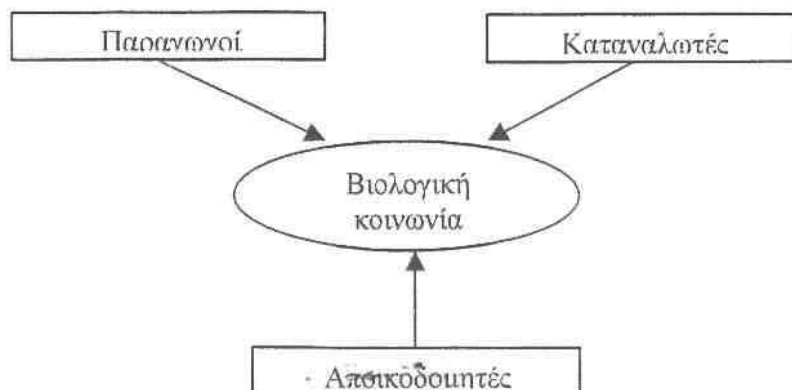 Παραγωγοί
Καταναλωτές
Βιολογική
κοινωνία
Αποικοδομητές